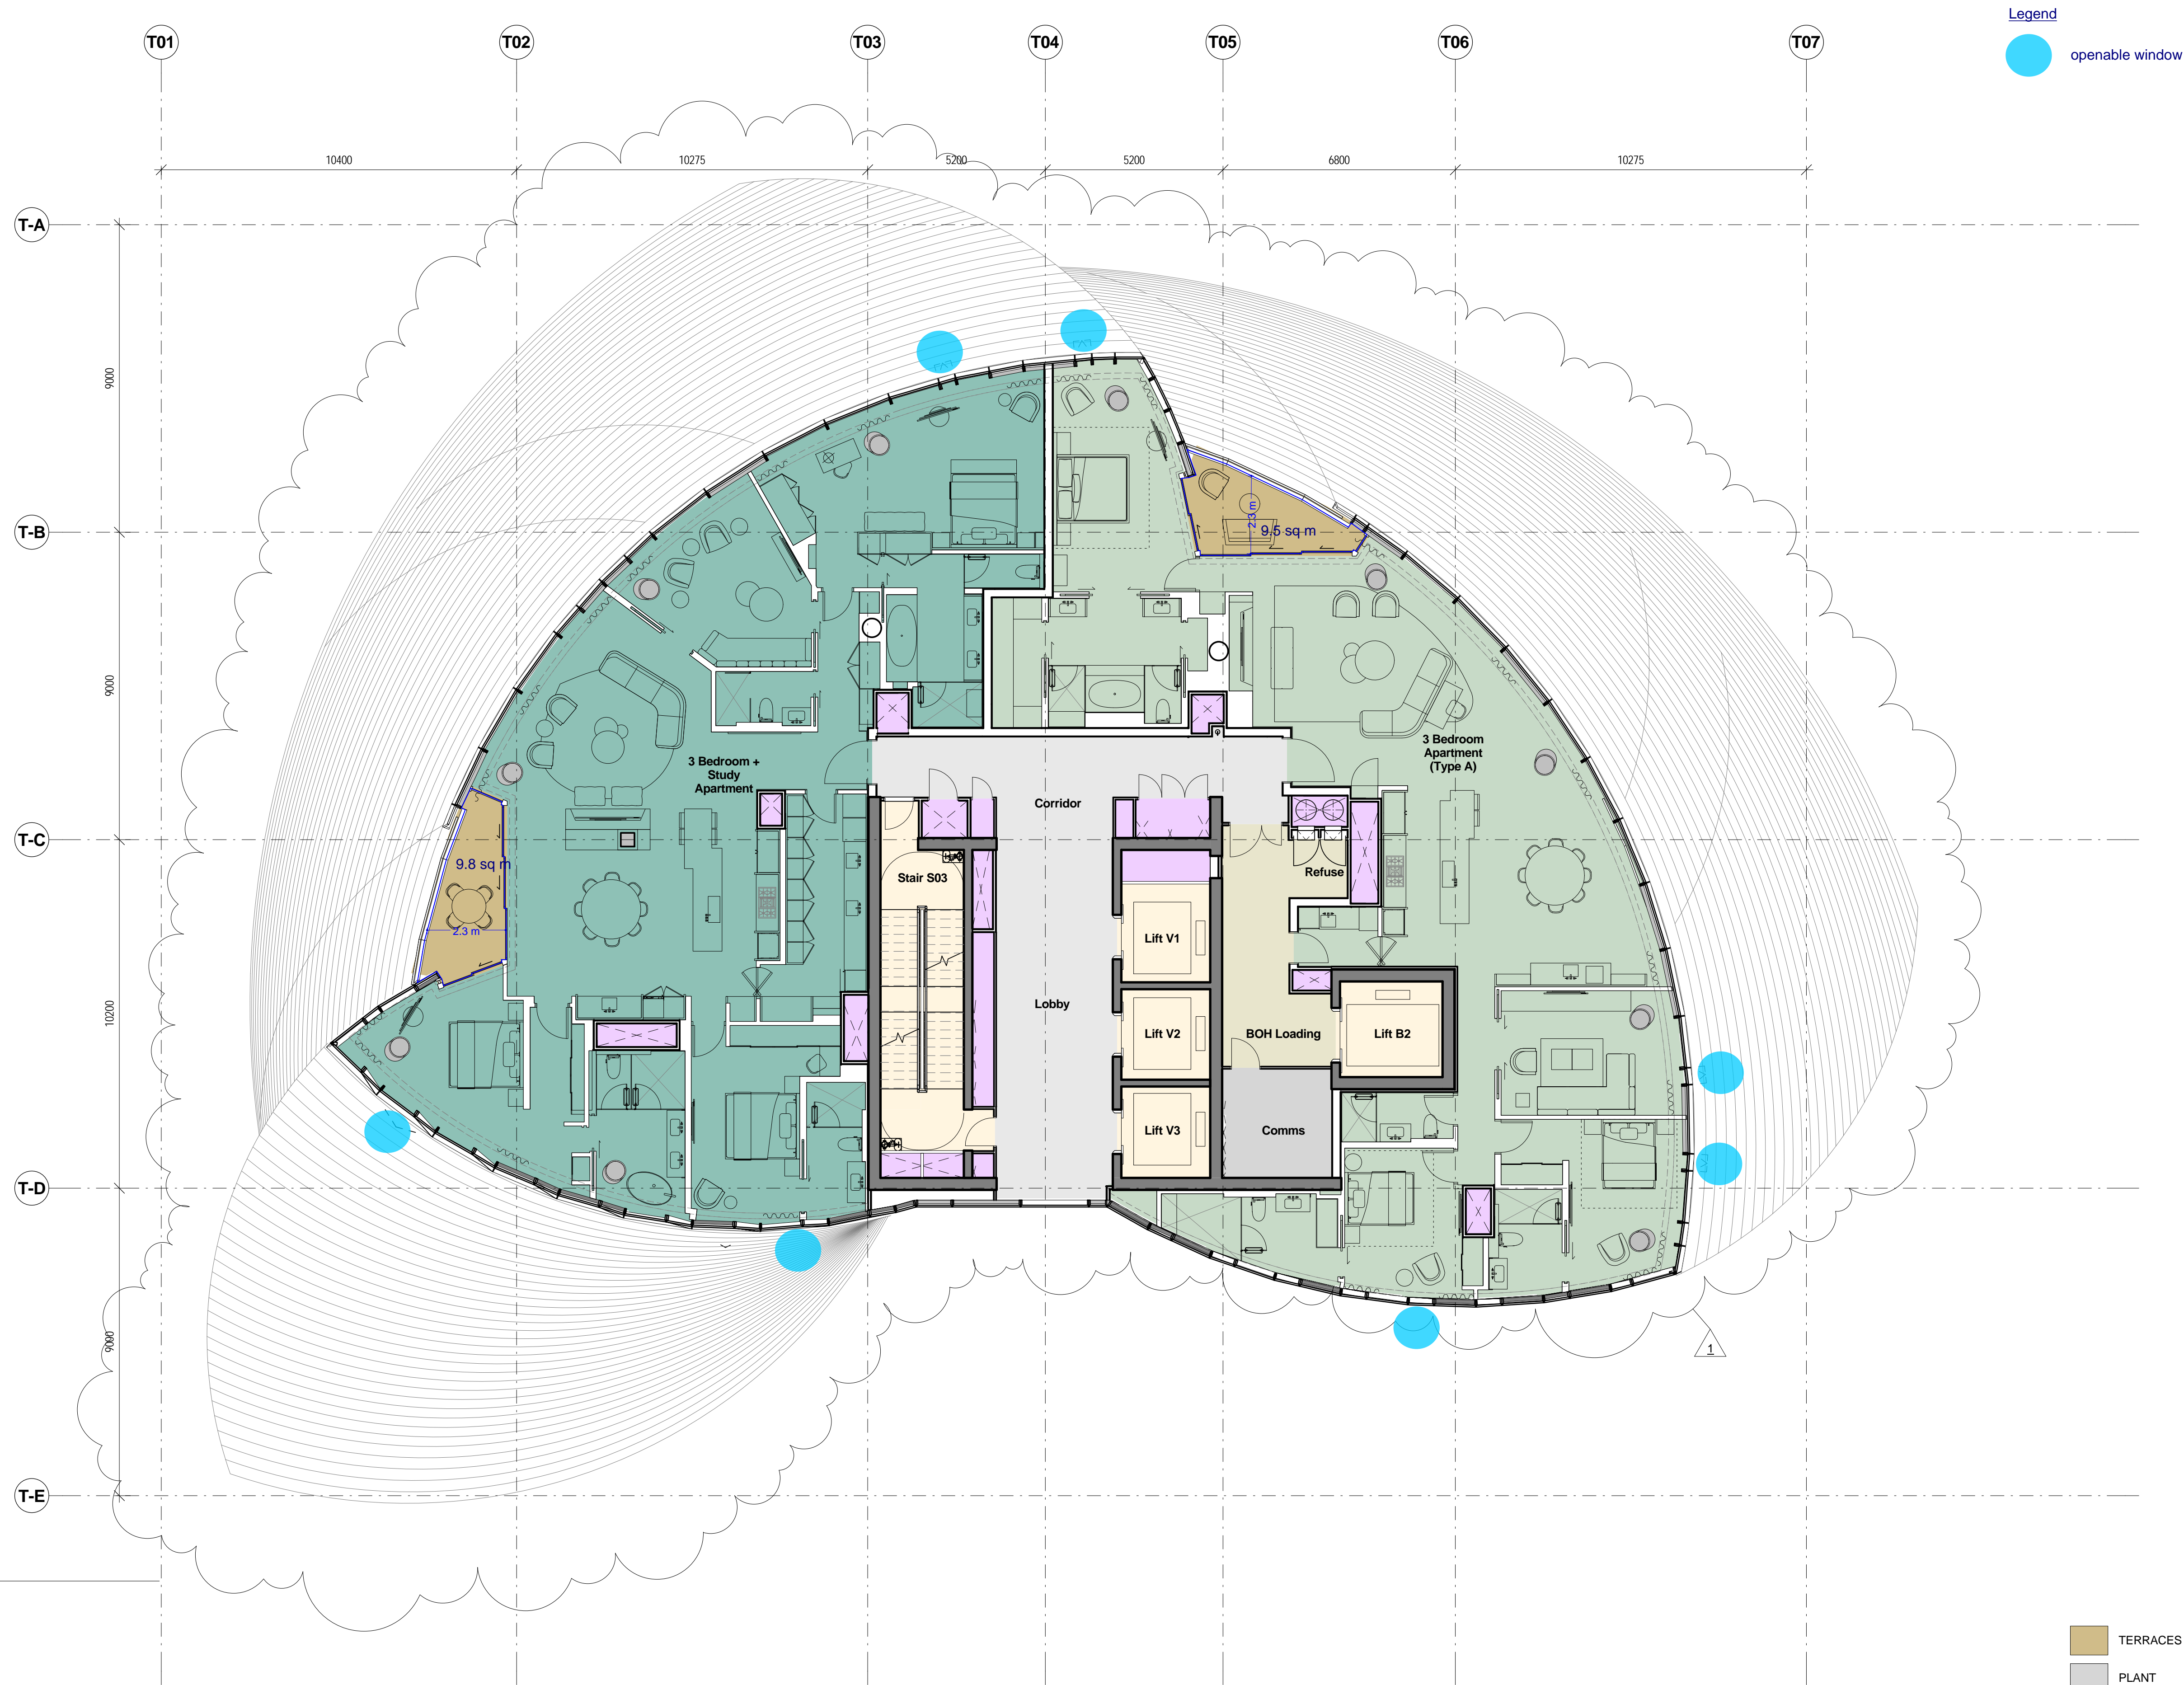 Legend
openable window
T01
T02
T03
T04
T05
T06
T07
10400
10275
5200
5200
6800
10275
T-A
9000
T-B
2.3 m
9.5 sq m
9000
3 Bedroom +
Study
Apartment
3 Bedroom
Apartment
(Type A)
Corridor
T-C
9.8 sq m
Stair S03
Refuse
2.3 m
Lift V1
10200
Lobby
Lift V2
BOH Loading
Lift B2
Lift V3
Comms
T-D
9090
1
T-E
TERRACES
PLANT